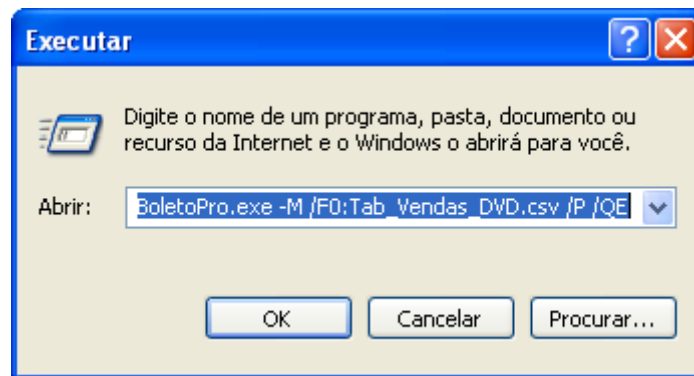 Executar
Digite o nome de um programa, pasta, documento ou
recurso da Internet e o Windows o abrirá para você.
Abrir:
BoletoPro.exe -M /F0:Tab_Vendas_DVD.csv /P /QE
OK
Cancelar
Procurar...